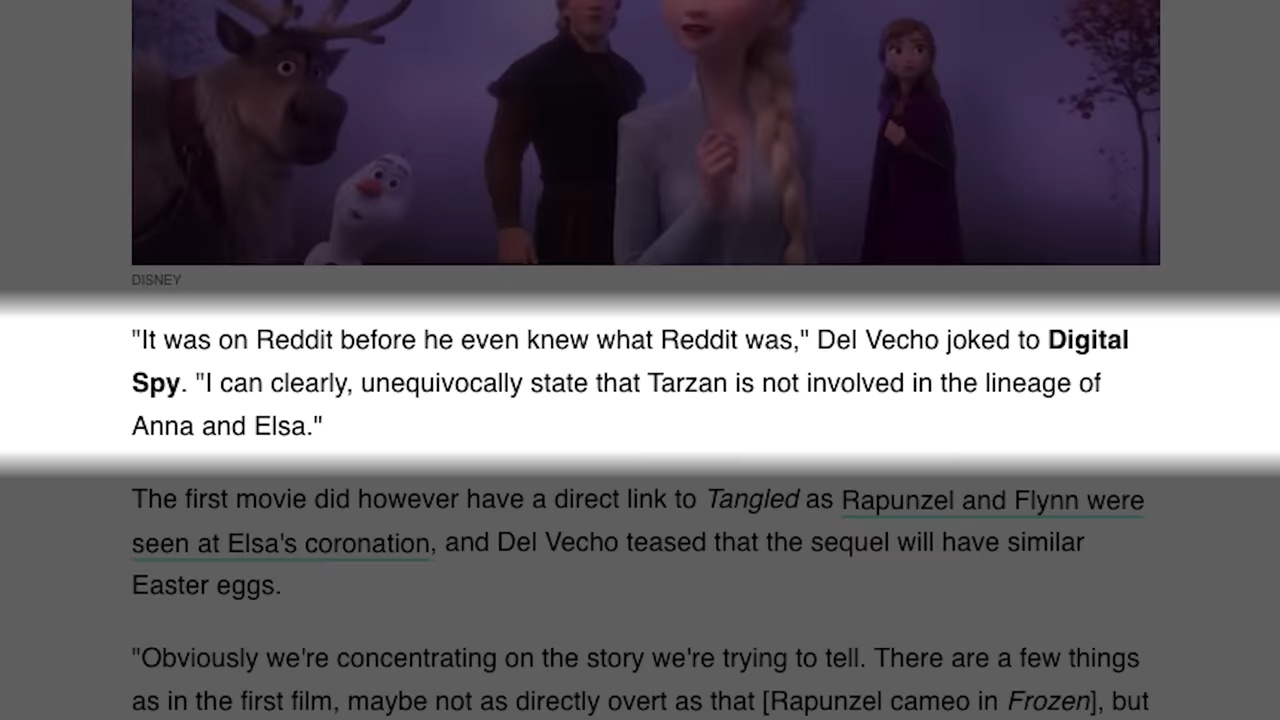 DISNEY
"It was on Reddit before he even knew what Reddit was," Del Vecho joked to Digital
Spy. "I can clearly, unequivocally state that Tarzan is not involved in the lineage of
Anna and Elsa."
The first movie did however have a direct link to Tangled as Rapunzel and Flynn were
seen at Elsa's coronation, and Del Vecho teased that the sequel will have similar
Easter eggs.
"Obviously we're concentrating on the story we're trying to tell. There are a few things
as in the first film, maybe not as directly overt as that [Rapunzel cameo in Frozen], but